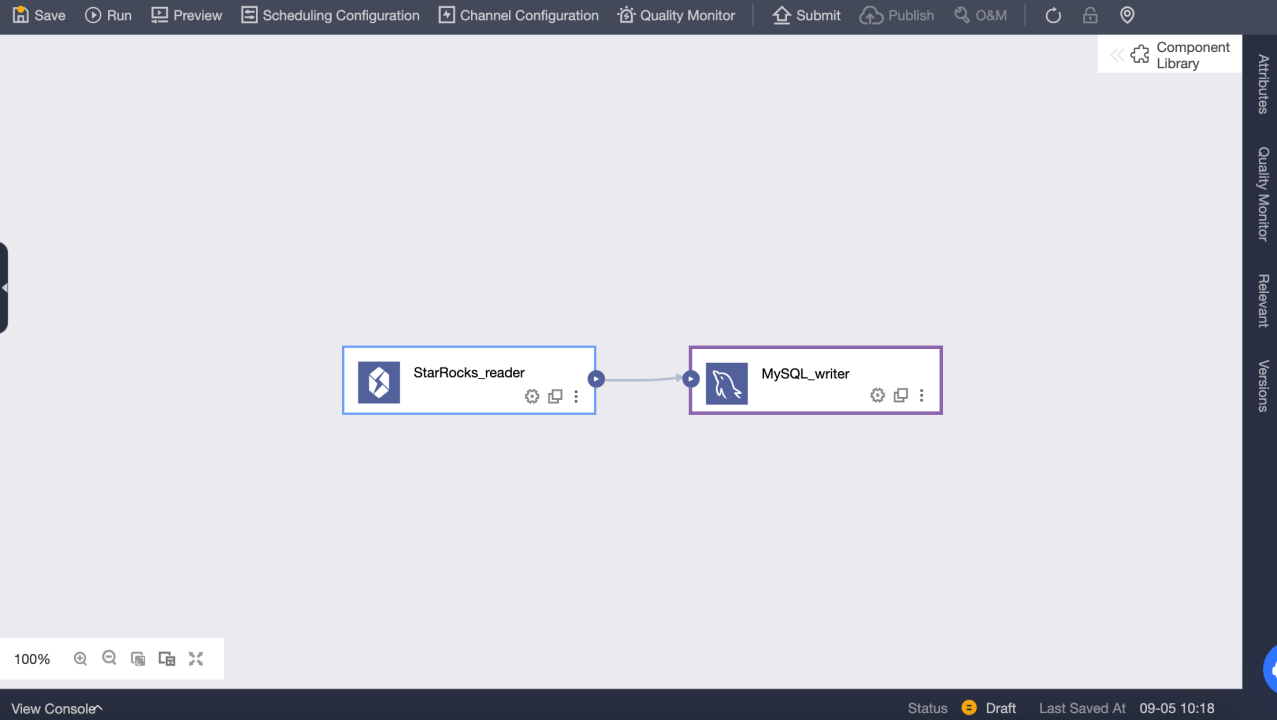 Save Run Preview Scheduling Configuration Channel Configuration Quality Monitor Submit Publish O&M
Component
Library
Attributes
Quality Monitor
Relevant
Versions
StarRocks_reader
MySQL_writer
100%
View Console
Status Draft Last Saved At 09-05 10:18